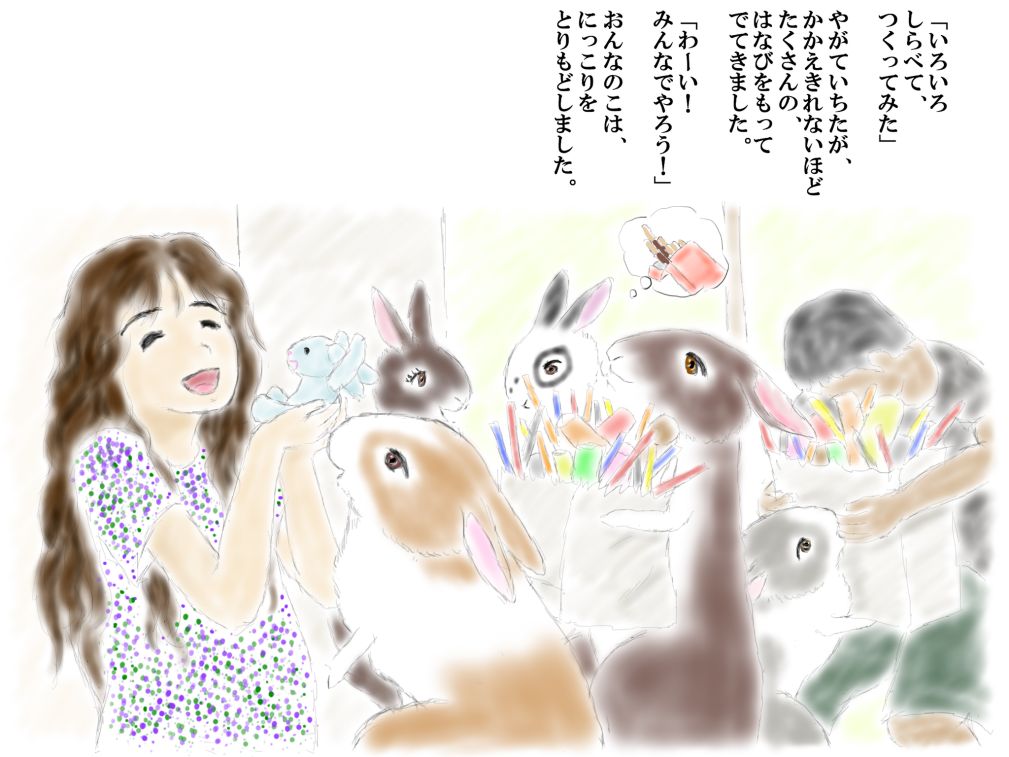 「いろいろ
しらべて、
つくってみた」
やがていちたが、
かかえきれないほど
たくさんの、
はなびをもって
でてきました。
「わーい！
みんなでやろう！」
おんなのこは、
にっこりを
とりもどしました。